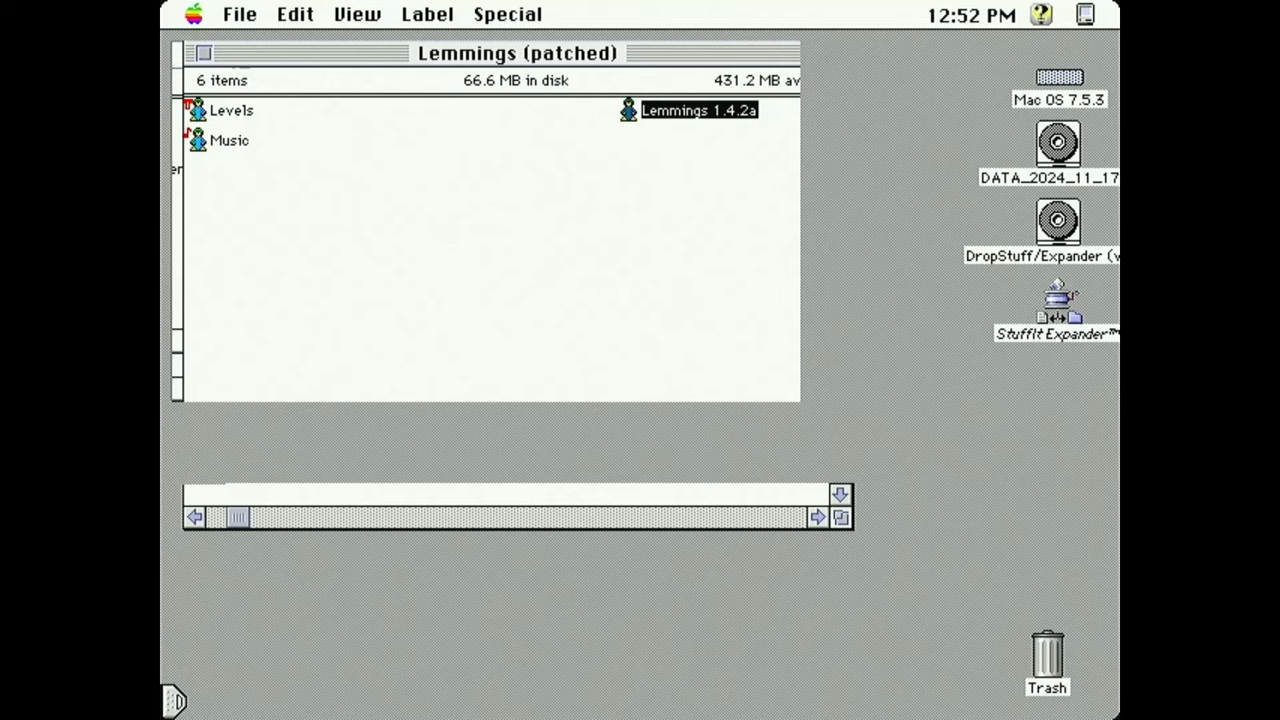 File Edit View Label Special 12:52 PM
Lemmings (patched)
6 items 66.6 MB in disk 431.2 MB av
Levels Lemmings 1.4.2a
Music
er
Mac OS 7.5.3
DATA_2024_11_17
DropStuff/Expander (v
StuffIt Expander™
Trash